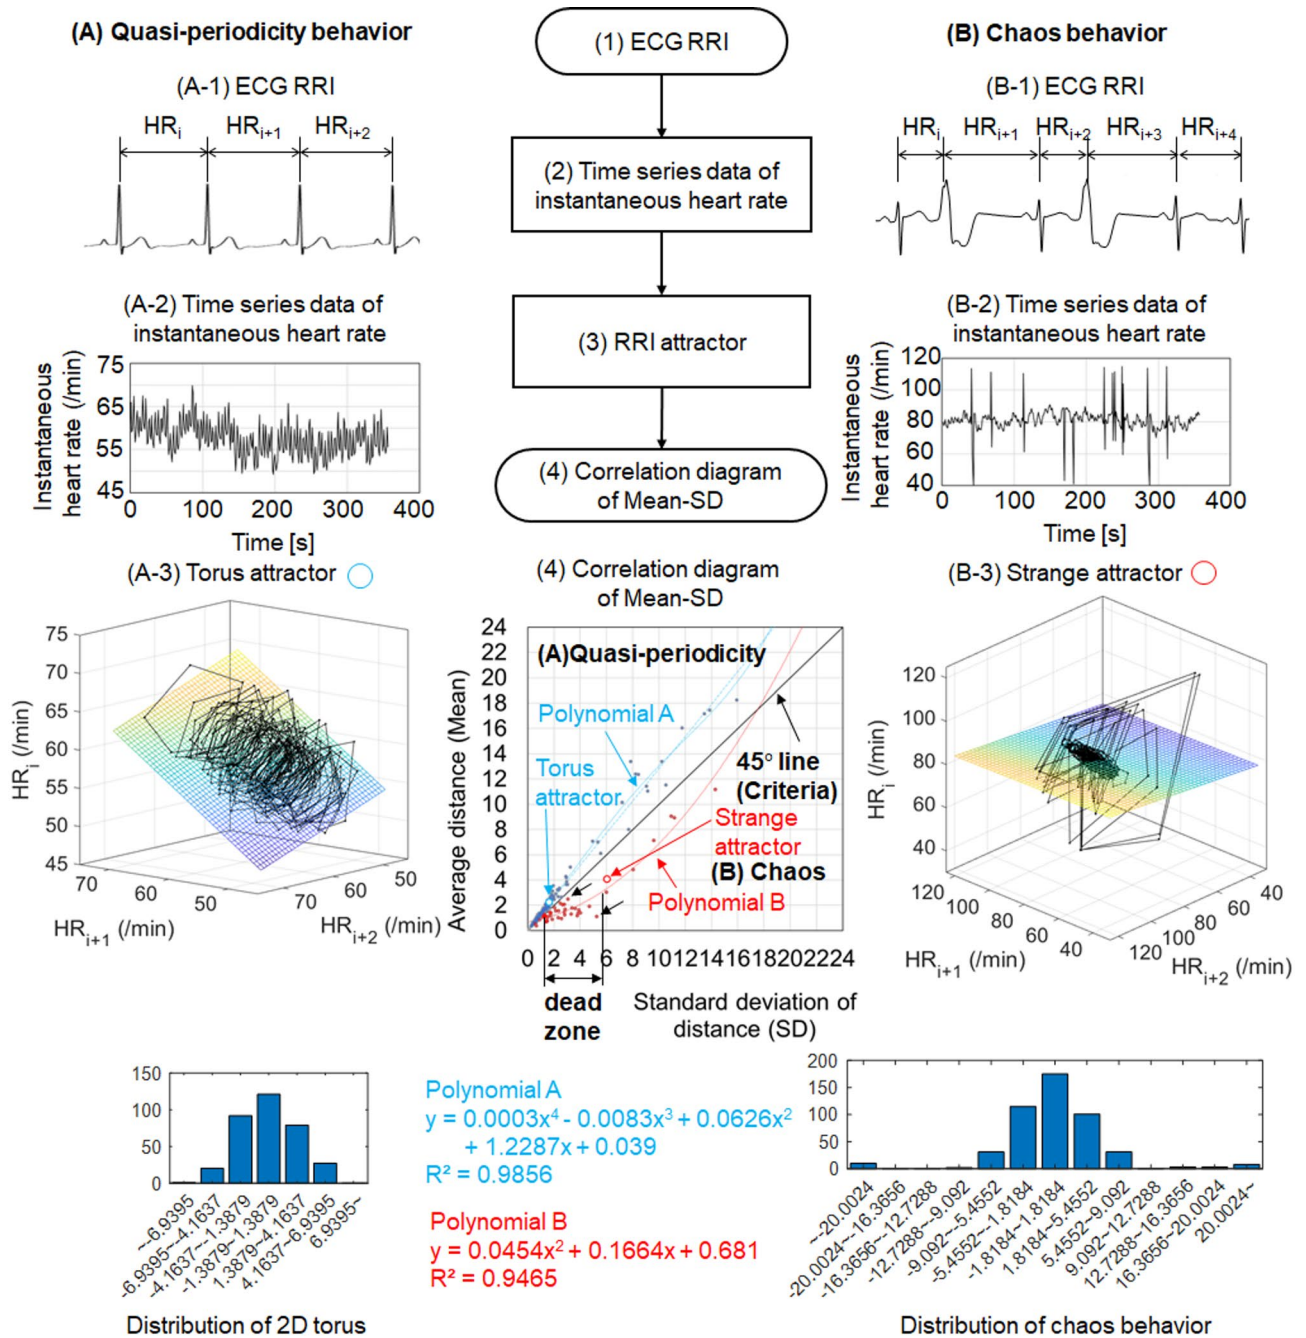 (A) Quasi-periodicity behavior
(A-1) ECG RRI
HRi HRi+1 HRi+2
(A-2) Time series data of
instantaneous heart rate
Instantaneous
heart rate (/min)
75
65
55
45
0 100 200 300 400
Time [s]
(A-3) Torus attractor
75
70
65
60
55
50
45
HRi (/min)
70 60 50
HRi+1 (/min)
70 60 50
HRi+2 (/min)
(1) ECG RRI
(2) Time series data of
instantaneous heart rate
(3) RRI attractor
(4) Correlation diagram
of Mean-SD
(4) Correlation diagram
of Mean-SD
Average distance (Mean)
24
22
20
18
16
14
12
10
8
6
4
2
0
(A)Quasi-periodicity
Polynomial A
Torus
attractor
45° line
(Criteria)
Strange
attractor
(B) Chaos
Polynomial B
0 2 4 6 8 10 12 14 16 18 20 22 24
dead
zone
Standard deviation of
distance (SD)
(B) Chaos behavior
(B-1) ECG RRI
HRi HRi+1 HRi+2 HRi+3 HRi+4
(B-2) Time series data of
instantaneous heart rate
Instantaneous
heart rate (/min)
120
100
80
60
40
0 100 200 300 400
Time [s]
(B-3) Strange attractor
120
100
80
60
40
HRi (/min)
120 100 80 60 40
HRi+1 (/min)
120 100 80 60 40
HRi+2 (/min)
150
100
50
0
~-6.9395
-6.9395~-4.1637
-4.1637~-1.3879
-1.3879~1.3879
1.3879~4.1637
4.1637~6.9395
6.9395~
Distribution of 2D torus
Polynomial A
y = 0.0003x⁴ - 0.0083x³ + 0.0626x²
+ 1.2287x + 0.039
R² = 0.9856
Polynomial B
y = 0.0454x² + 0.1664x + 0.681
R² = 0.9465
200
150
100
50
0
~-20.0024
-20.0024~-16.3656
-16.3656~-12.7288
-12.7288~-9.092
-9.092~-5.4552
-5.4552~-1.8184
-1.8184~1.8184
1.8184~5.4552
5.4552~9.092
9.092~12.7288
12.7288~16.3656
16.3656~20.0024
20.0024~
Distribution of chaos behavior